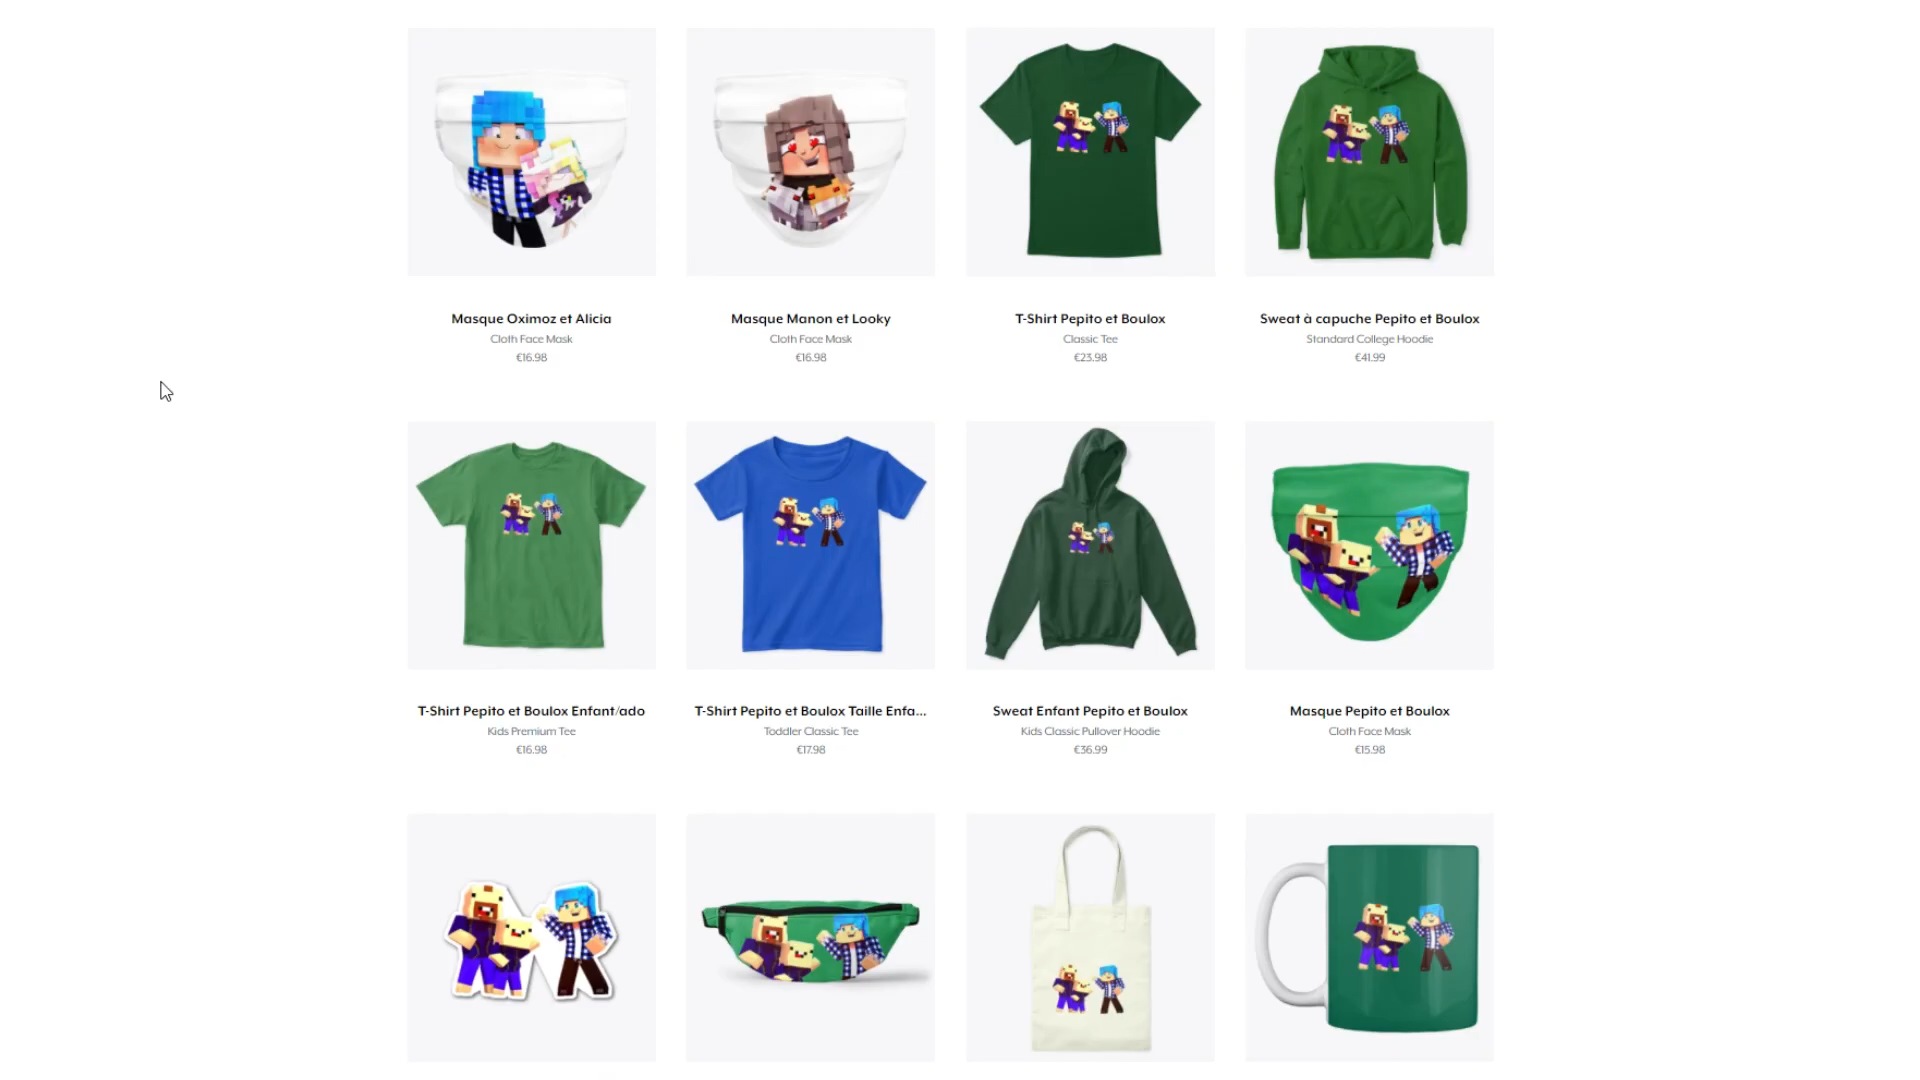 Masque Oximoz et Alicia
Cloth Face Mask
€16.98
Masque Manon et Looky
Cloth Face Mask
€16.98
T-Shirt Pepito et Boulox
Classic Tee
€23.98
Sweat à capuche Pepito et Boulox
Standard College Hoodie
€41.99
T-Shirt Pepito et Boulox Enfant/ado
Kids Premium Tee
€16.98
T-Shirt Pepito et Boulox Taille Enfa...
Toddler Classic Tee
€17.98
Sweat Enfant Pepito et Boulox
Kids Classic Pullover Hoodie
€36.99
Masque Pepito et Boulox
Cloth Face Mask
€15.98